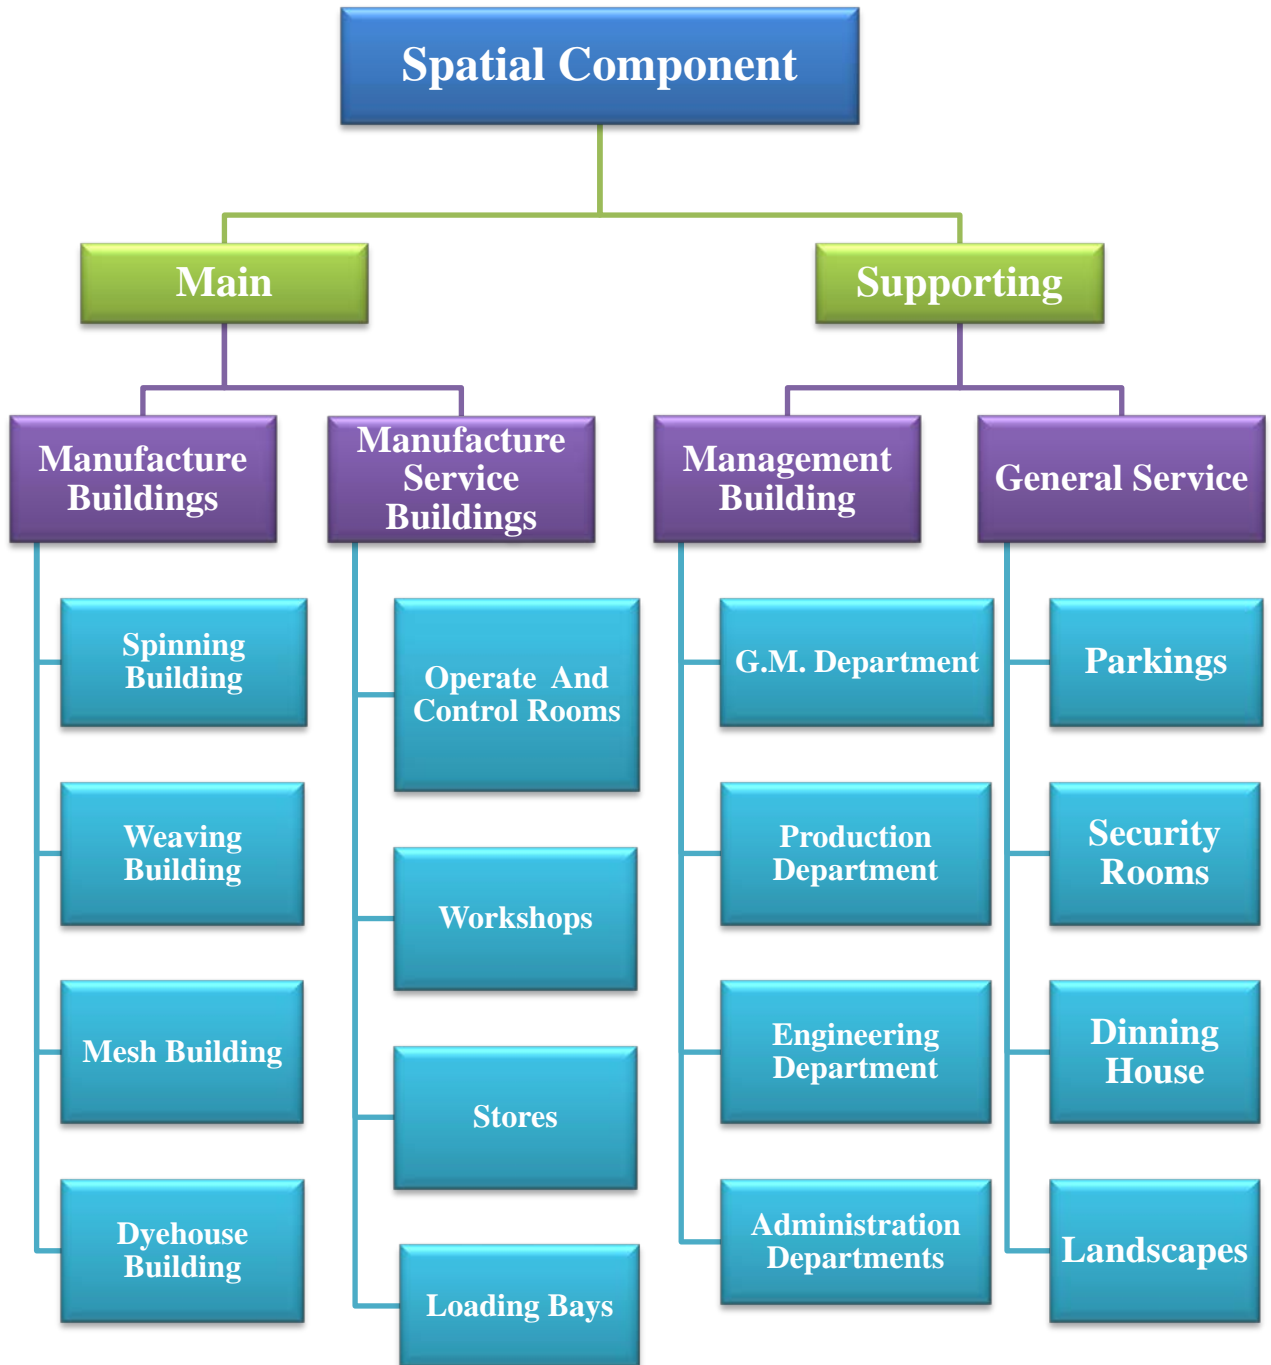 Spatial Component
Main
Supporting
Manufacture
Buildings
Manufacture
Service
Buildings
Management
Building
General Service
Spinning
Building
Weaving
Building
Mesh Building
Dyehouse
Building
Operate And
Control Rooms
Workshops
Stores
Loading Bays
G.M. Department
Production
Department
Engineering
Department
Administration
Departments
Parkings
Security
Rooms
Dinning
House
Landscapes